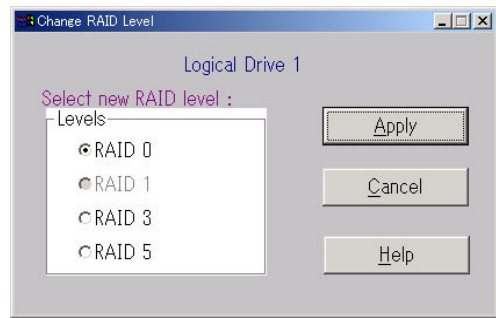 Change RAID Level
Logical Drive 1
Select new RAID level :
Levels
RAID 0
RAID 1
RAID 3
RAID 5
Apply
Cancel
Help